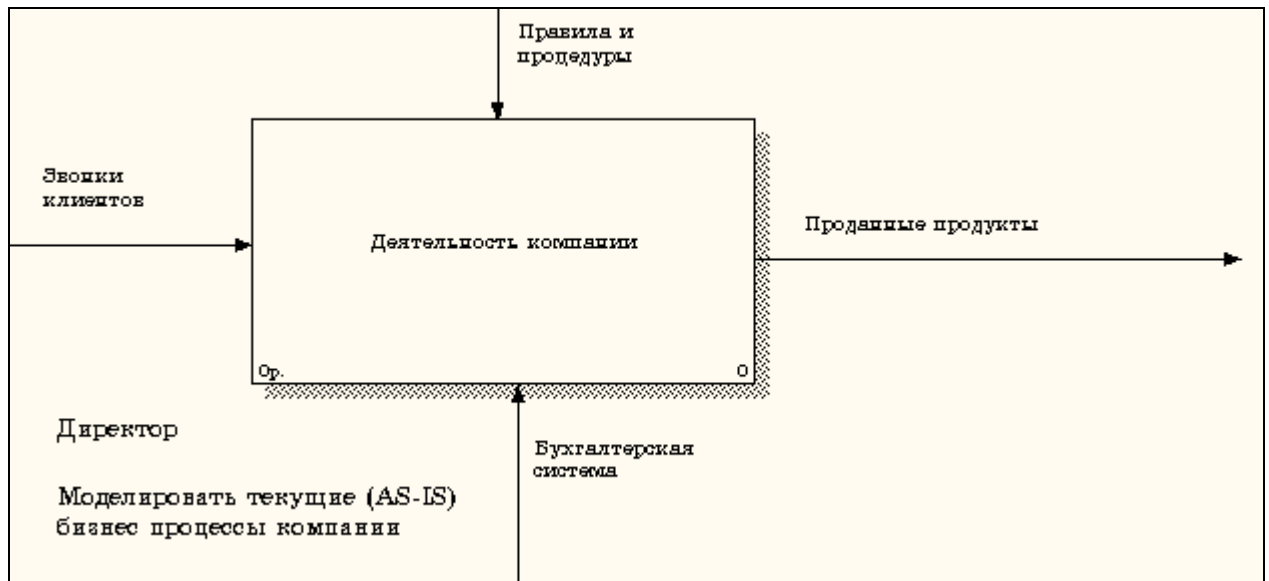 Правила и
процедуры
Звонки
клиентов
Деятельность компании
Проданные продукты
0р.
0
Директор
Бухгалтерская
система
Моделировать текущие (AS-IS)
бизнес процессы компании